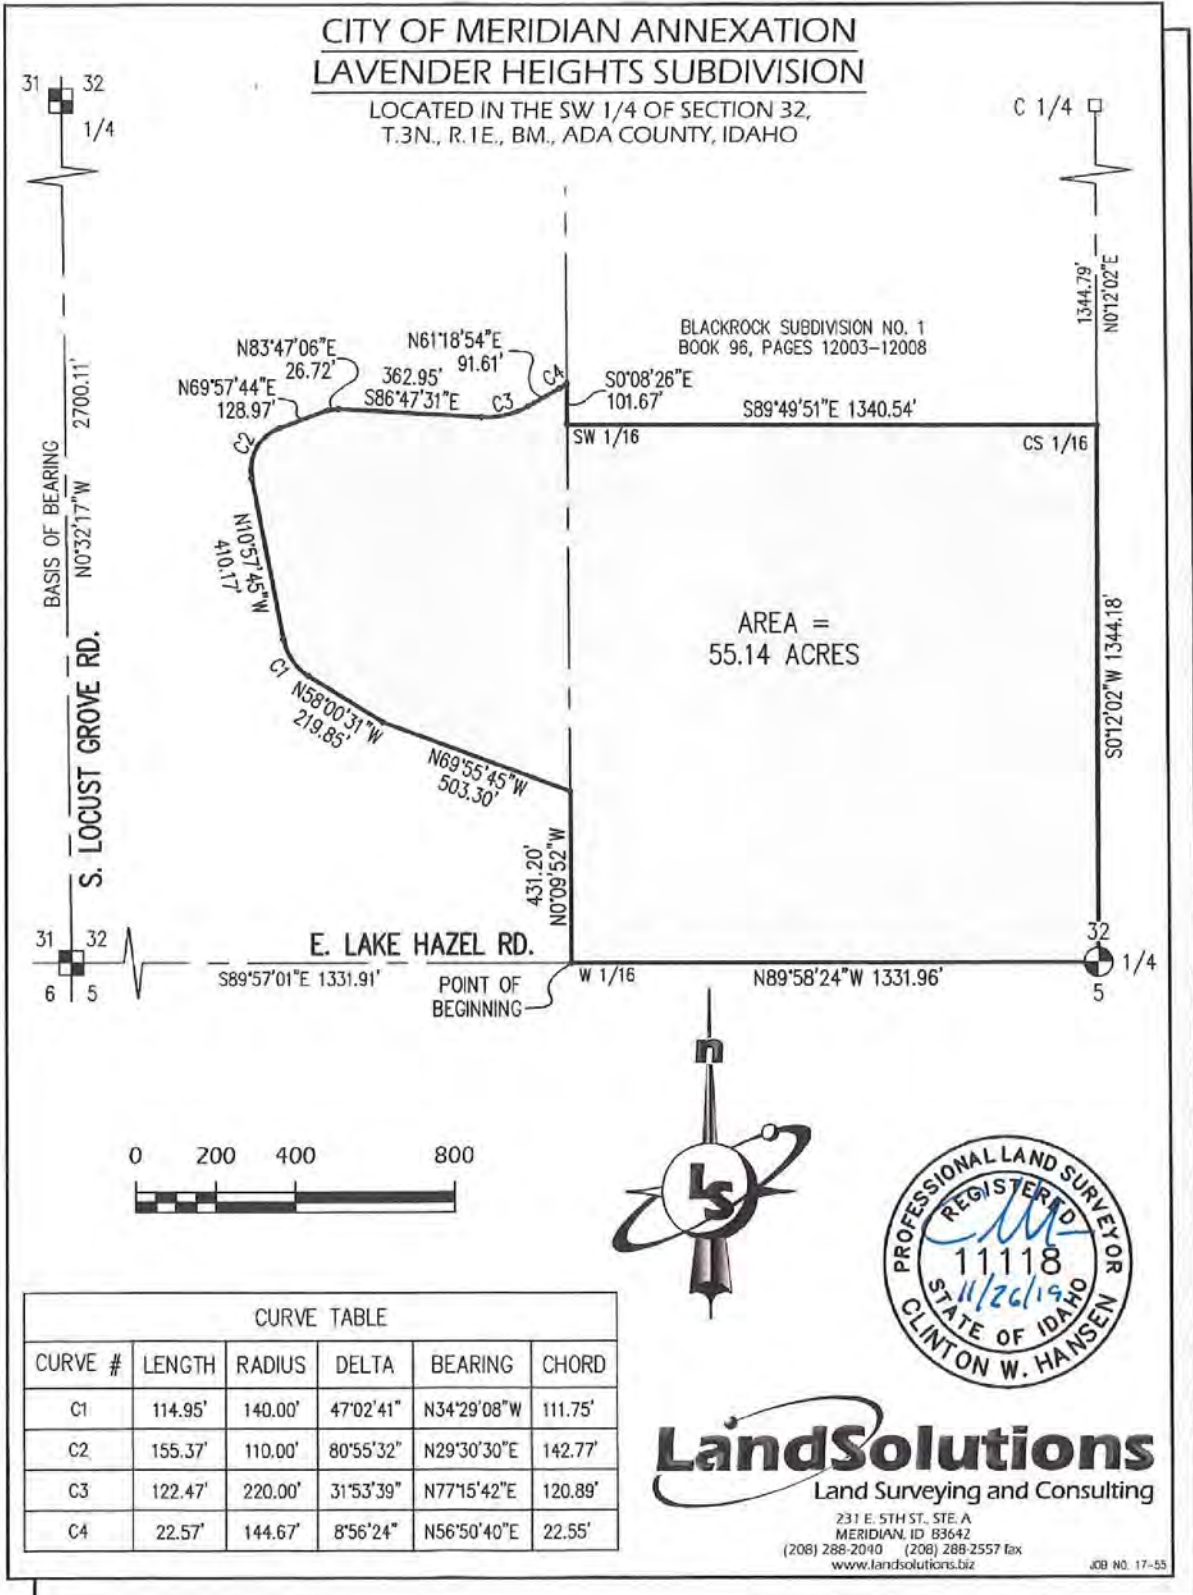 CITY OF MERIDIAN ANNEXATION
LAVENDER HEIGHTS SUBDIVISION
LOCATED IN THE SW 1/4 OF SECTION 32,
T.3N., R.1E., BM., ADA COUNTY, IDAHO
31 32
1/4
C 1/4
1344.79'
N0°12'02"E
BLACKROCK SUBDIVISION NO. 1
BOOK 96, PAGES 12003-12008
N61°18'54"E
91.61'
N83°47'06"E
26.72'
362.95'
S86°47'31"E
N69°57'44"E
128.97'
C4
C3
C2
S0°08'26"E
101.67'
S89°49'51"E 1340.54'
SW 1/16
CS 1/16
BASIS OF BEARING
N0°32'17"W 2700.11'
S. LOCUST GROVE RD.
N10°57'45"W
410.17'
C1
N58°00'31"W
219.85'
N69°55'45"W
503.30'
431.20'
N0°09'52"W
AREA =
55.14 ACRES
S0°12'02"W 1344.18'
31 32
6 5
E. LAKE HAZEL RD.
S89°57'01"E 1331.91'
POINT OF
BEGINNING
W 1/16
N89°58'24"W 1331.96'
32
1/4
5
n
LS
0 200 400 800
PROFESSIONAL LAND SURVEYOR
REGISTERED
11118
11/26/19
STATE OF IDAHO
CLINTON W. HANSEN
CURVE TABLE
CURVE # LENGTH RADIUS DELTA BEARING CHORD
C1 114.95' 140.00' 47°02'41" N34°29'08"W 111.75'
C2 155.37' 110.00' 80°55'32" N29°30'30"E 142.77'
C3 122.47' 220.00' 31°53'39" N77°15'42"E 120.89'
C4 22.57' 144.67' 8°56'24" N56°50'40"E 22.55'
LandSolutions
Land Surveying and Consulting
231 E. 5TH ST., STE. A
MERIDIAN, ID 83642
(208) 288-2040 (208) 288-2557 fax
www.landsolutions.biz
JOB NO. 17-55